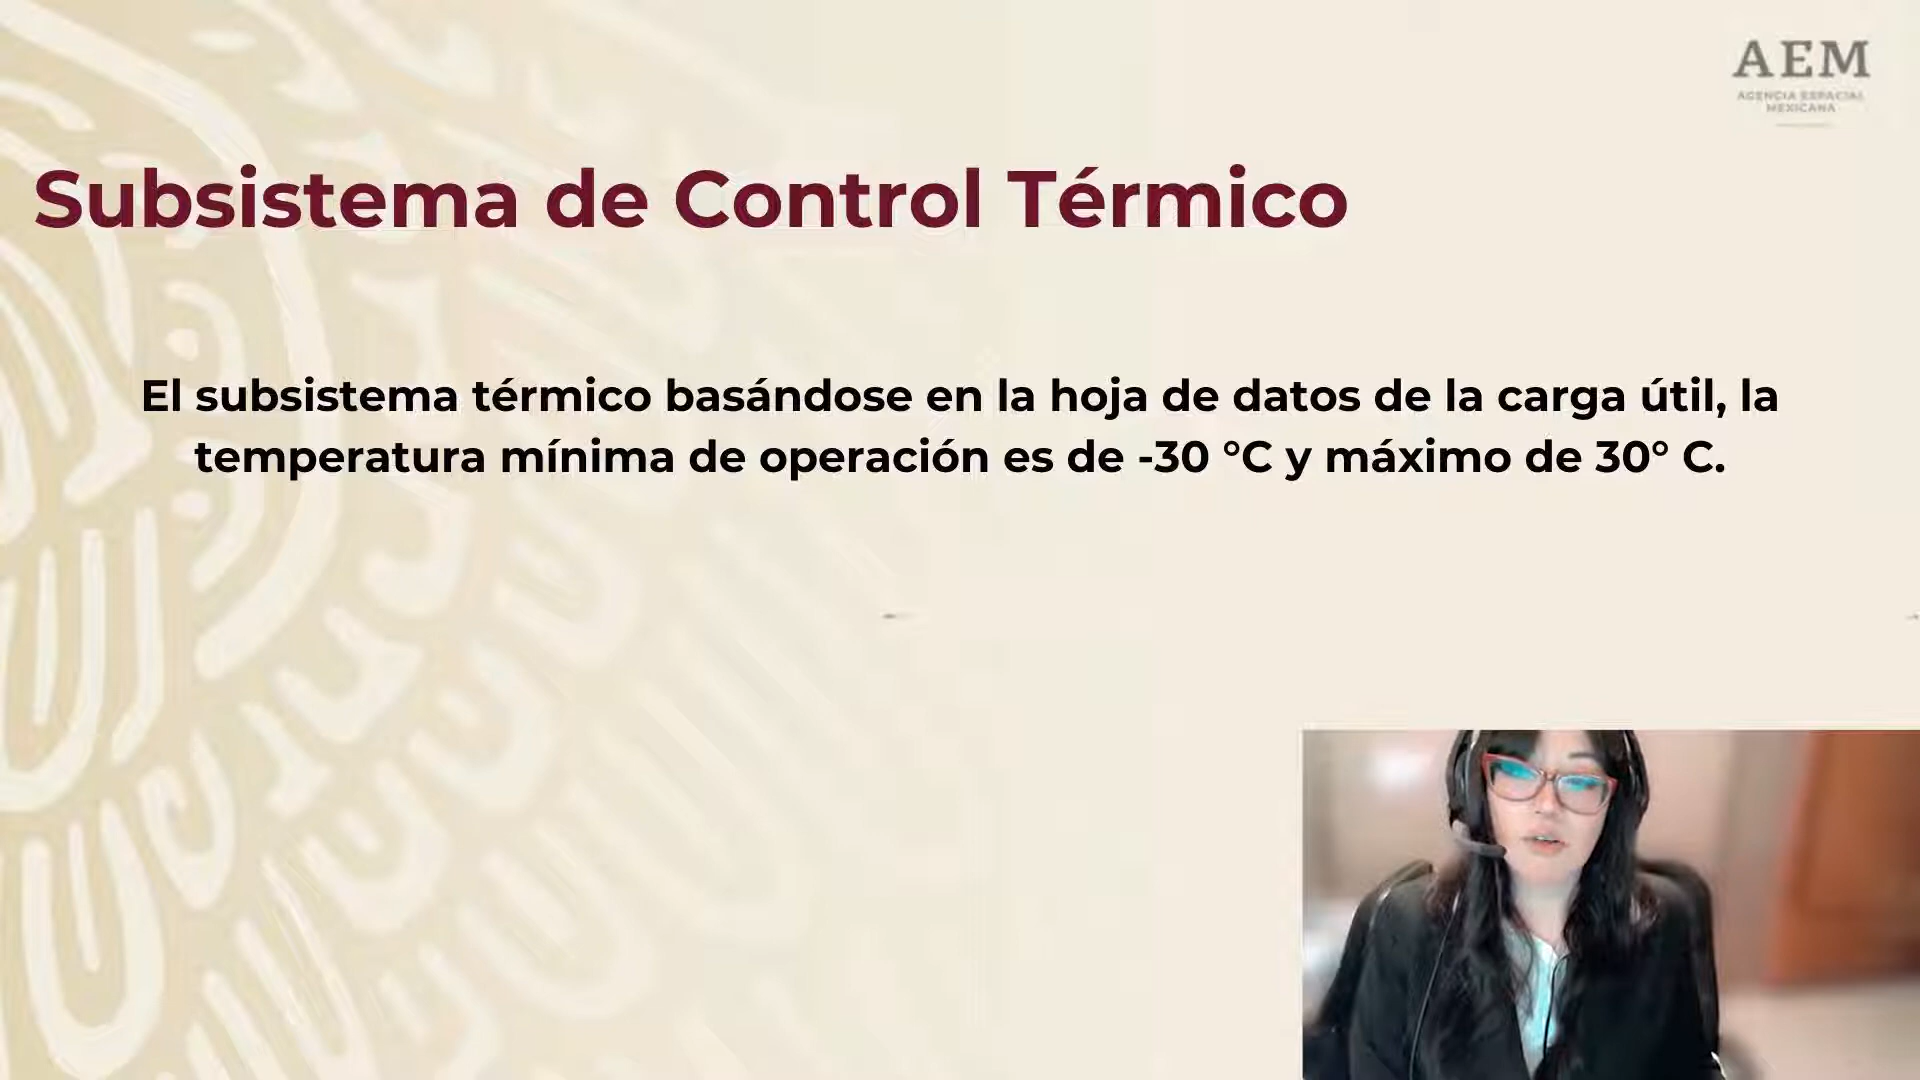 AEM
AGENCIA ESPACIAL
MEXICANA
Subsistema de Control Térmico
El subsistema térmico basándose en la hoja de datos de la carga útil, la
temperatura mínima de operación es de -30 °C y máximo de 30° C.